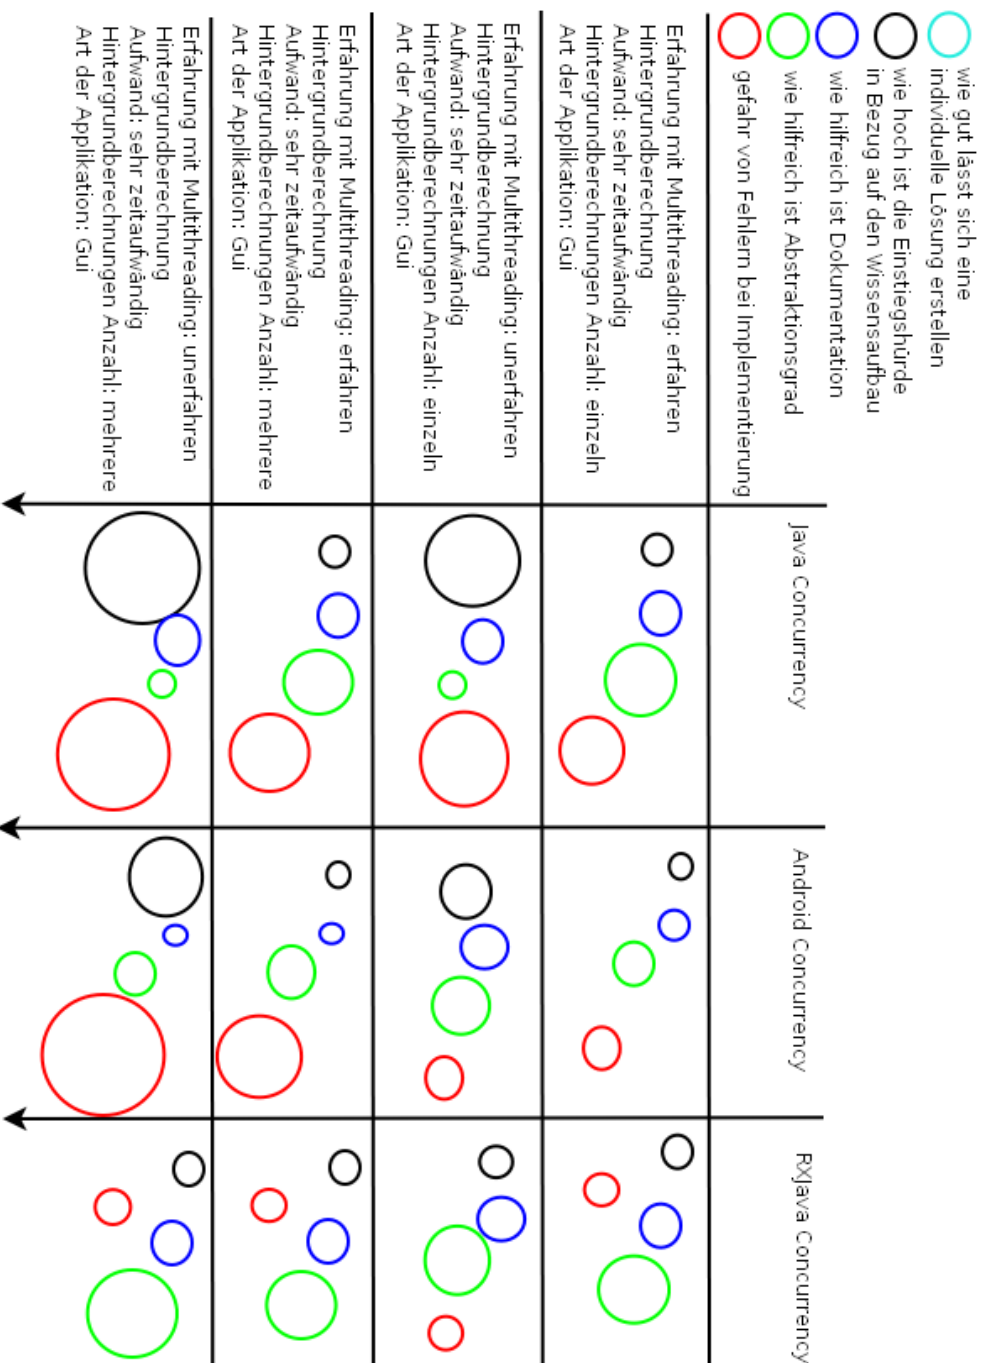 wie gut lässt sich eine
individuelle Lösung erstellen
wie hoch ist die Einstiegshürde
in Bezug auf den Wissensaufbau
wie hilfreich ist Dokumentation
wie hilfreich ist Abstraktionsgrad
gefahr von Fehlern bei Implementierung
Java Concurrency
Android Concurrency
RXJava Concurrency
Erfahrung mit Multithreading: erfahren
Hintergrundberechnung
Aufwand: sehr zeitaufwändig
Hintergrundberechnungen Anzahl: einzeln
Art der Applikation: Gui
Erfahrung mit Multithreading: unerfahren
Hintergrundberechnung
Aufwand: sehr zeitaufwändig
Hintergrundberechnungen Anzahl: einzeln
Art der Applikation: Gui
Erfahrung mit Multithreading: erfahren
Hintergrundberechnung
Aufwand: sehr zeitaufwändig
Hintergrundberechnungen Anzahl: mehrere
Art der Applikation: Gui
Erfahrung mit Multithreading: unerfahren
Hintergrundberechnung
Aufwand: sehr zeitaufwändig
Hintergrundberechnungen Anzahl: mehrere
Art der Applikation: Gui